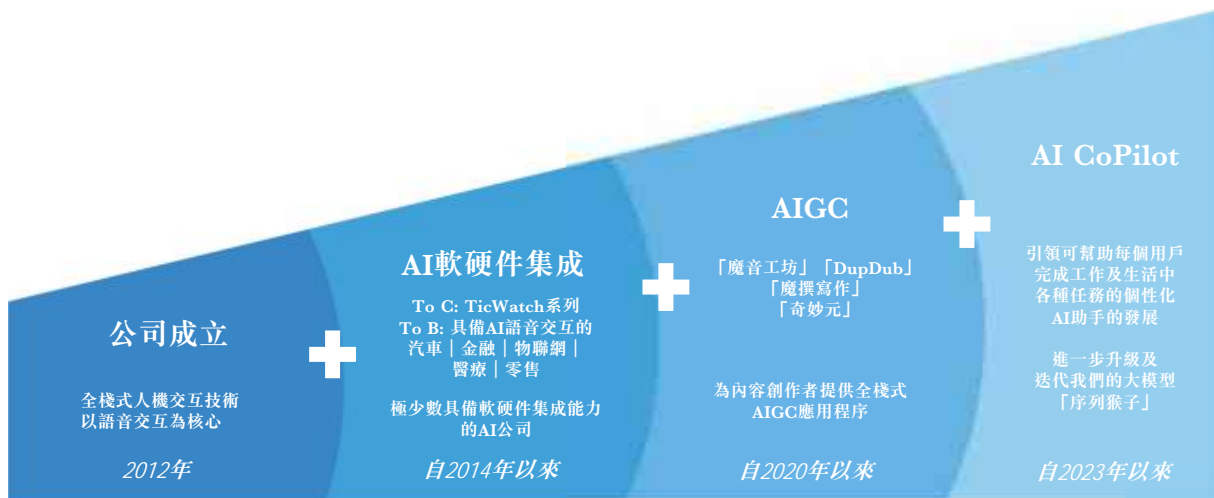 公司成立
全棧式人機交互技術
以語音交互為核心
2012年
AI軟硬件集成
To C: TicWatch系列
To B: 具備AI語音交互的
汽車｜金融｜物聯網｜
醫療｜零售
極少數具備軟硬件集成能力
的AI公司
自2014年以來
AIGC
「魔音工坊」「DupDub」
「魔撰寫作」
「奇妙元」
為內容創作者提供全棧式
AIGC應用程序
自2020年以來
AI CoPilot
引領可幫助每個用戶
完成工作及生活中
各種任務的個性化
AI助手的發展
進一步升級及
迭代我們的大模型
「序列猴子」
自2023年以來